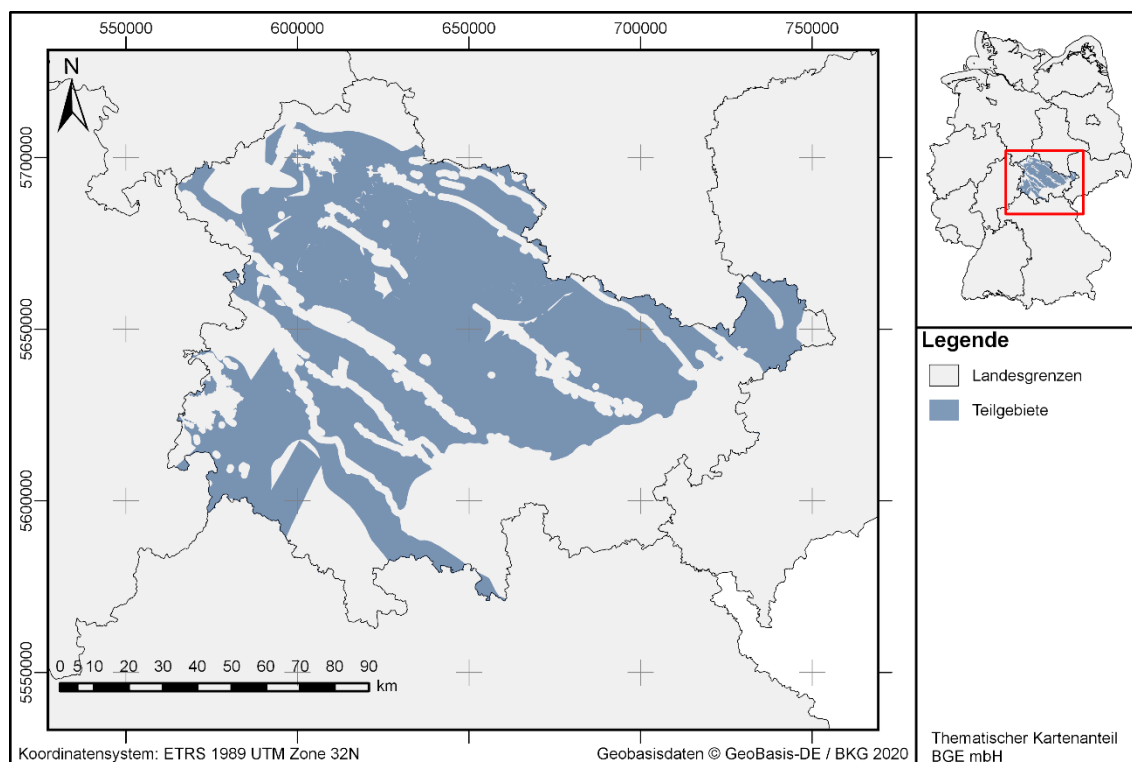 550000 600000 650000 700000 750000
N
5700000
5650000
5600000
5550000
0 5 10 20 30 40 50 60 70 80 90
km
Koordinatensystem: ETRS 1989 UTM Zone 32N
Geobasisdaten © GeoBasis-DE / BKG 2020
Legende
Landesgrenzen
Teilgebiete
Thematischer Kartenanteil
BGE mbH